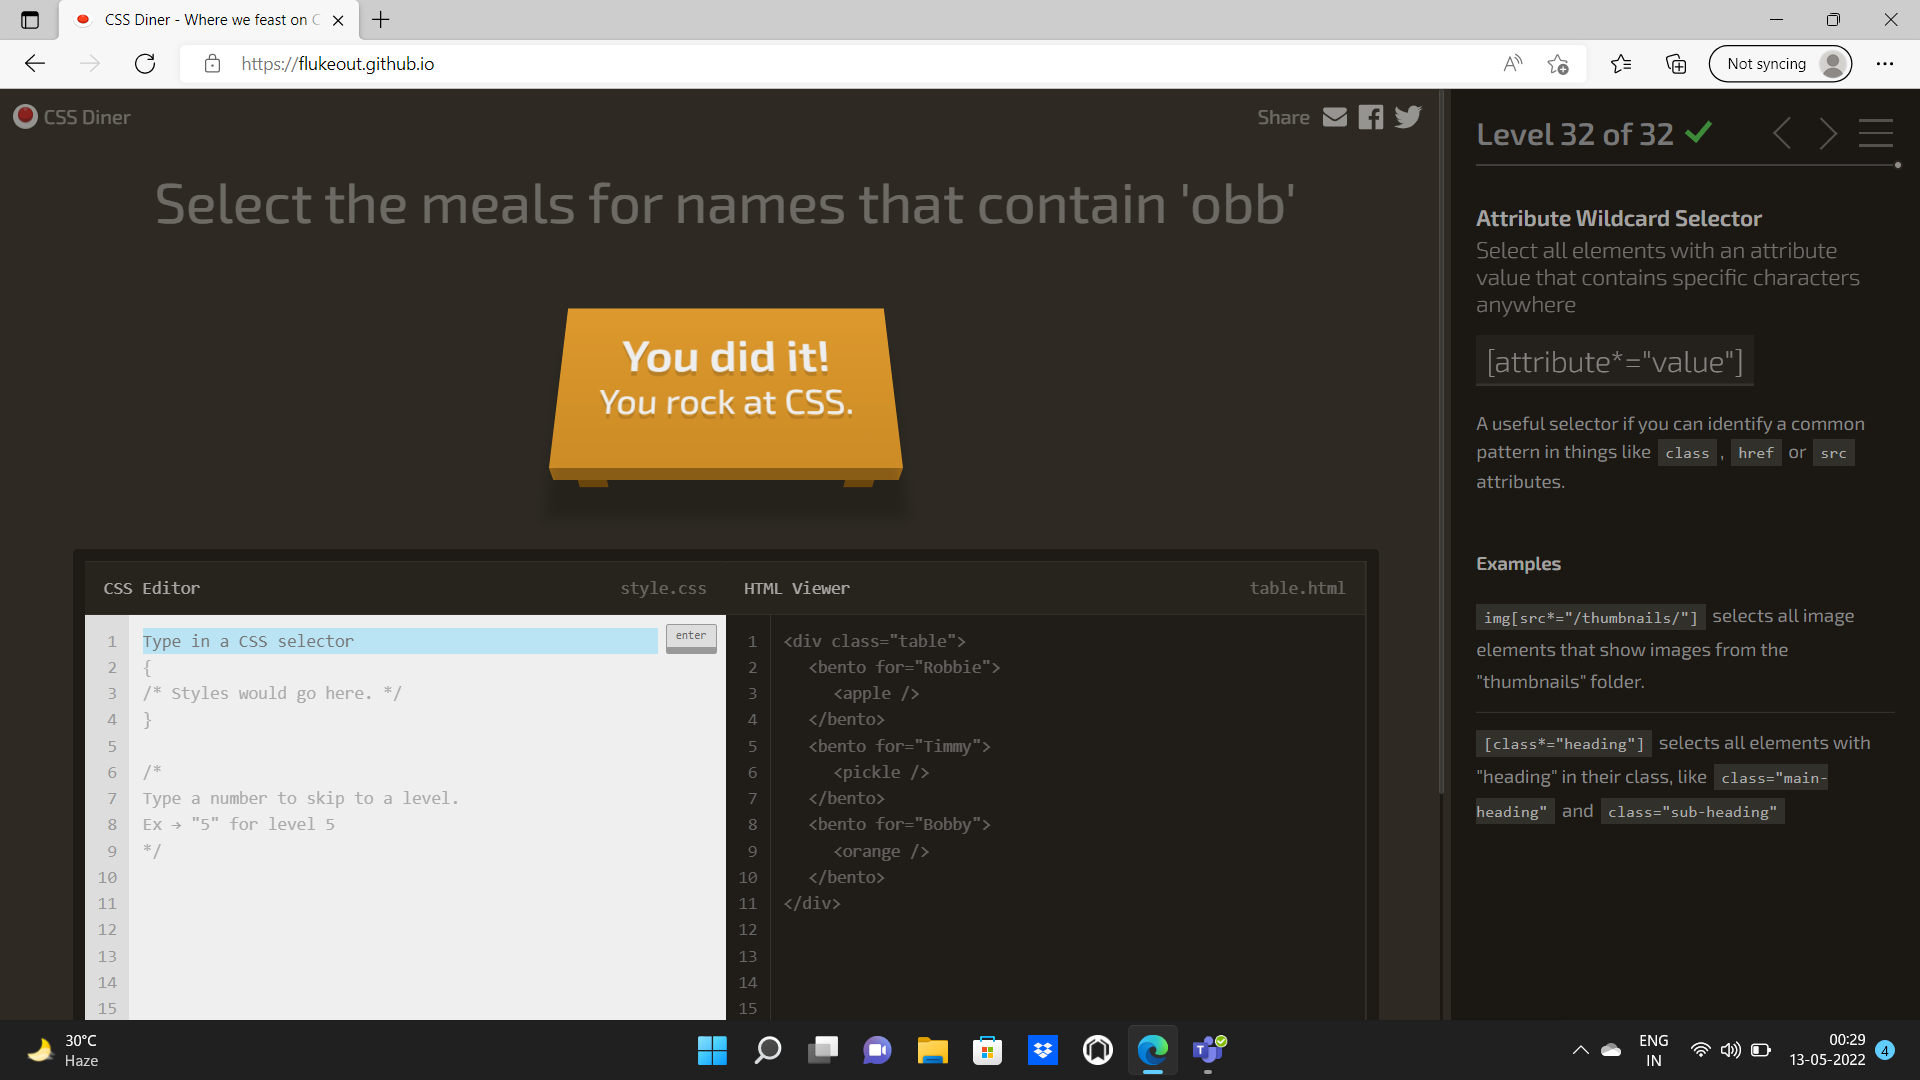 CSS Diner - Where we feast on C
https://flukeout.github.io
Not syncing
CSS Diner
Share
Select the meals for names that contain 'obb'
You did it!
You rock at CSS.
CSS Editor
style.css
HTML Viewer
table.html
1 Type in a CSS selector
enter
2 {
3 /* Styles would go here. */
4 }
5
6 /*
7 Type a number to skip to a level.
8 Ex → "5" for level 5
9 */
10
11
12
13
14
15
1 <div class="table">
2 <bento for="Robbie">
3 <apple />
4 </bento>
5 <bento for="Timmy">
6 <pickle />
7 </bento>
8 <bento for="Bobby">
9 <orange />
10 </bento>
11 </div>
12
13
14
15
Level 32 of 32
Attribute Wildcard Selector
Select all elements with an attribute
value that contains specific characters
anywhere
[attribute*="value"]
A useful selector if you can identify a common
pattern in things like class , href or src
attributes.
Examples
img[src*="/thumbnails/"] selects all image
elements that show images from the
"thumbnails" folder.
[class*="heading"] selects all elements with
"heading" in their class, like class="main-
heading" and class="sub-heading"
30°C
Haze
ENG
IN
00:29
13-05-2022
4